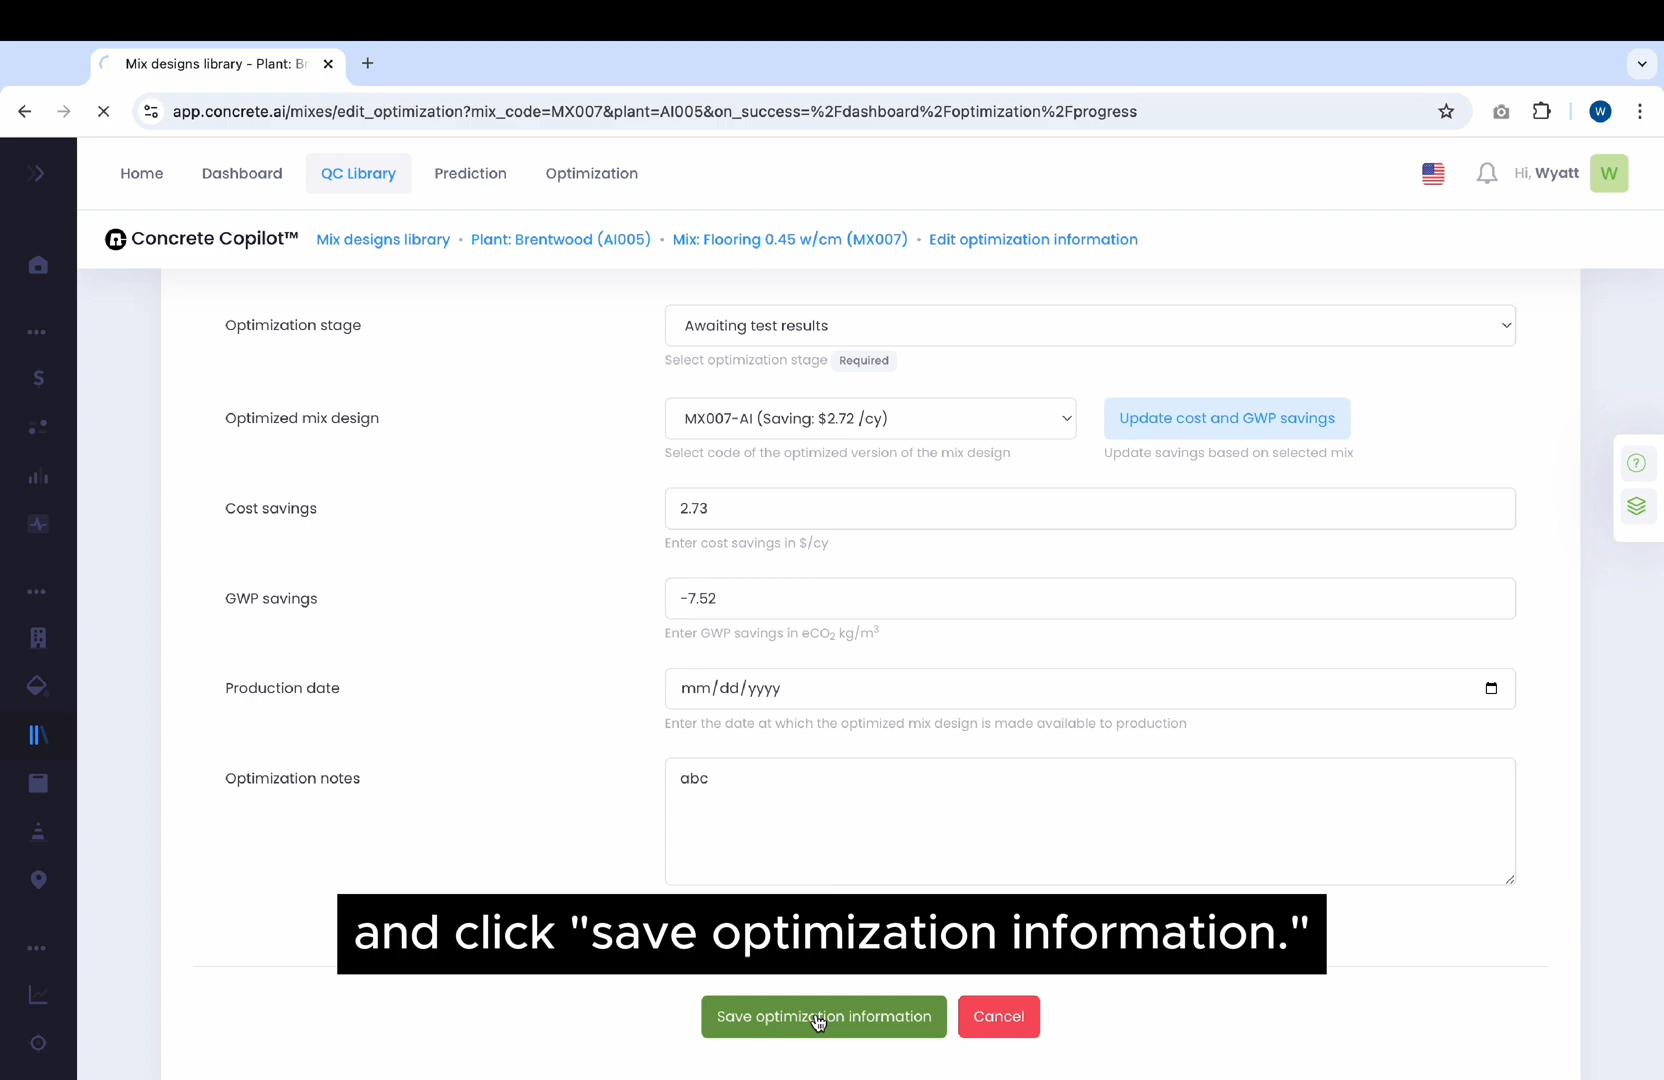 Mix designs library - Plant: Br
app.concrete.ai/mixes/edit_optimization?mix_code=MX007&plant=AI005&on_success=%2Fdashboard%2Foptimization%2Fprogress
W
Home
Dashboard
QC Library
Prediction
Optimization
Hi, Wyatt
W
Concrete Copilot™
Mix designs library • Plant: Brentwood (AI005) • Mix: Flooring 0.45 w/cm (MX007) • Edit optimization information
Optimization stage
Awaiting test results
Select optimization stage Required
Optimized mix design
MX007-AI (Saving: $2.72 /cy)
Update cost and GWP savings
Select code of the optimized version of the mix design
Update savings based on selected mix
Cost savings
2.73
Enter cost savings in $/cy
GWP savings
-7.52
Enter GWP savings in eCO₂ kg/m³
Production date
mm/dd/yyyy
Enter the date at which the optimized mix design is made available to production
Optimization notes
abc
and click "save optimization information."
Save optimization information
Cancel